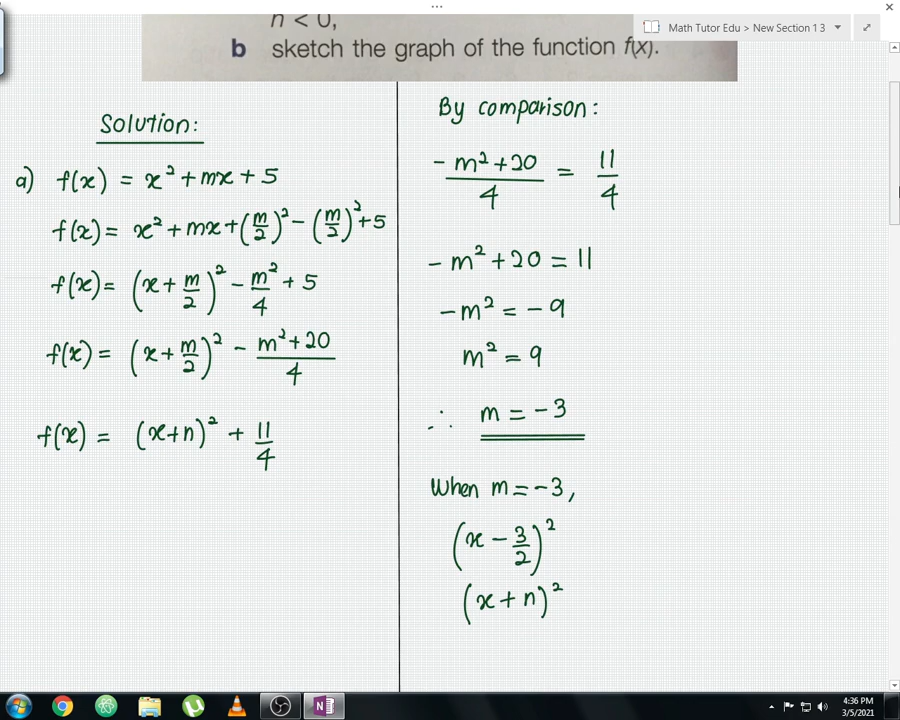 n < 0,
Math Tutor Edu > New Section 1 3
b sketch the graph of the function f(x).
Solution:
a) f(x) = x² + mx + 5
f(x) = x² + mx + (m/2)² − (m/2)² + 5
f(x) = (x + m/2)² − m²/4 + 5
f(x) = (x + m/2)² − m² + 20/4
f(x) = (x+n)² + 11/4
By comparison:
− m² + 20/4 = 11/4
− m² + 20 = 11
− m² = − 9
m² = 9
∴ m = − 3
When m = −3,
(x − 3/2)²
(x + n)²
4:36 PM
3/5/2021